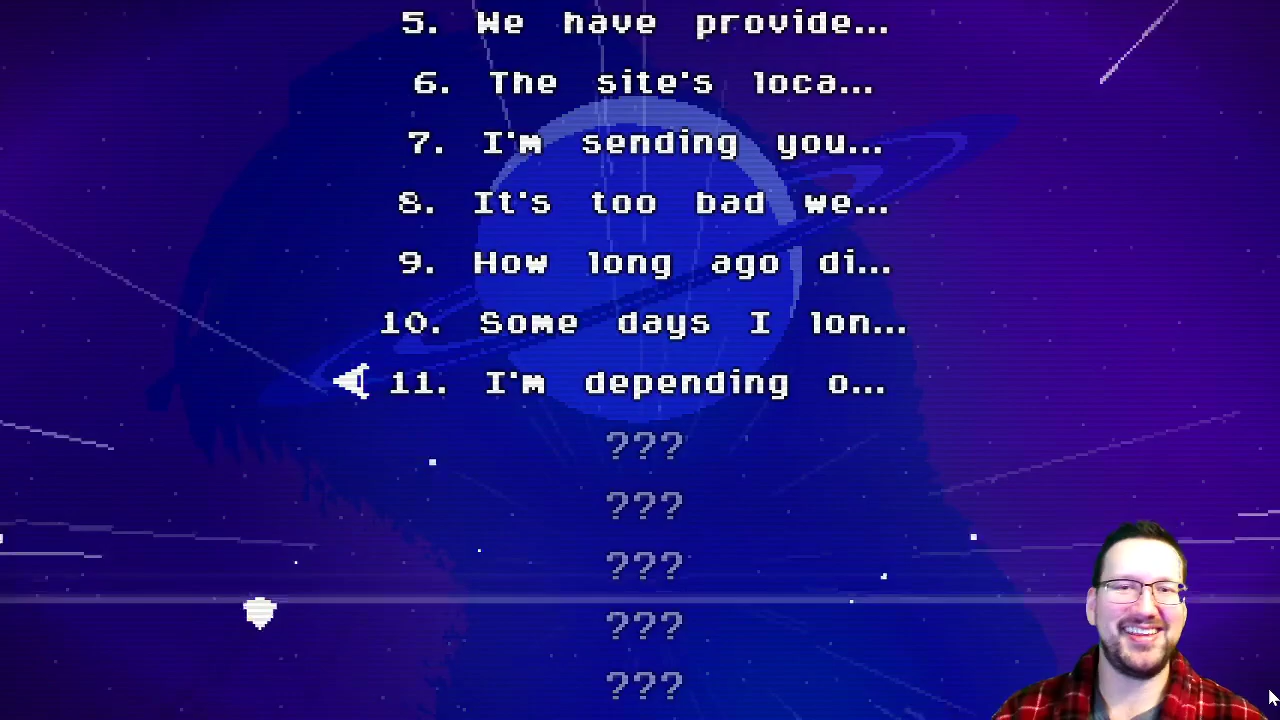 5. We have provide...
6. The site's loca...
7. I'm sending you...
8. It's too bad we...
9. How long ago di...
10. Some days I lon...
11. I'm depending o...
???
???
???
???
???